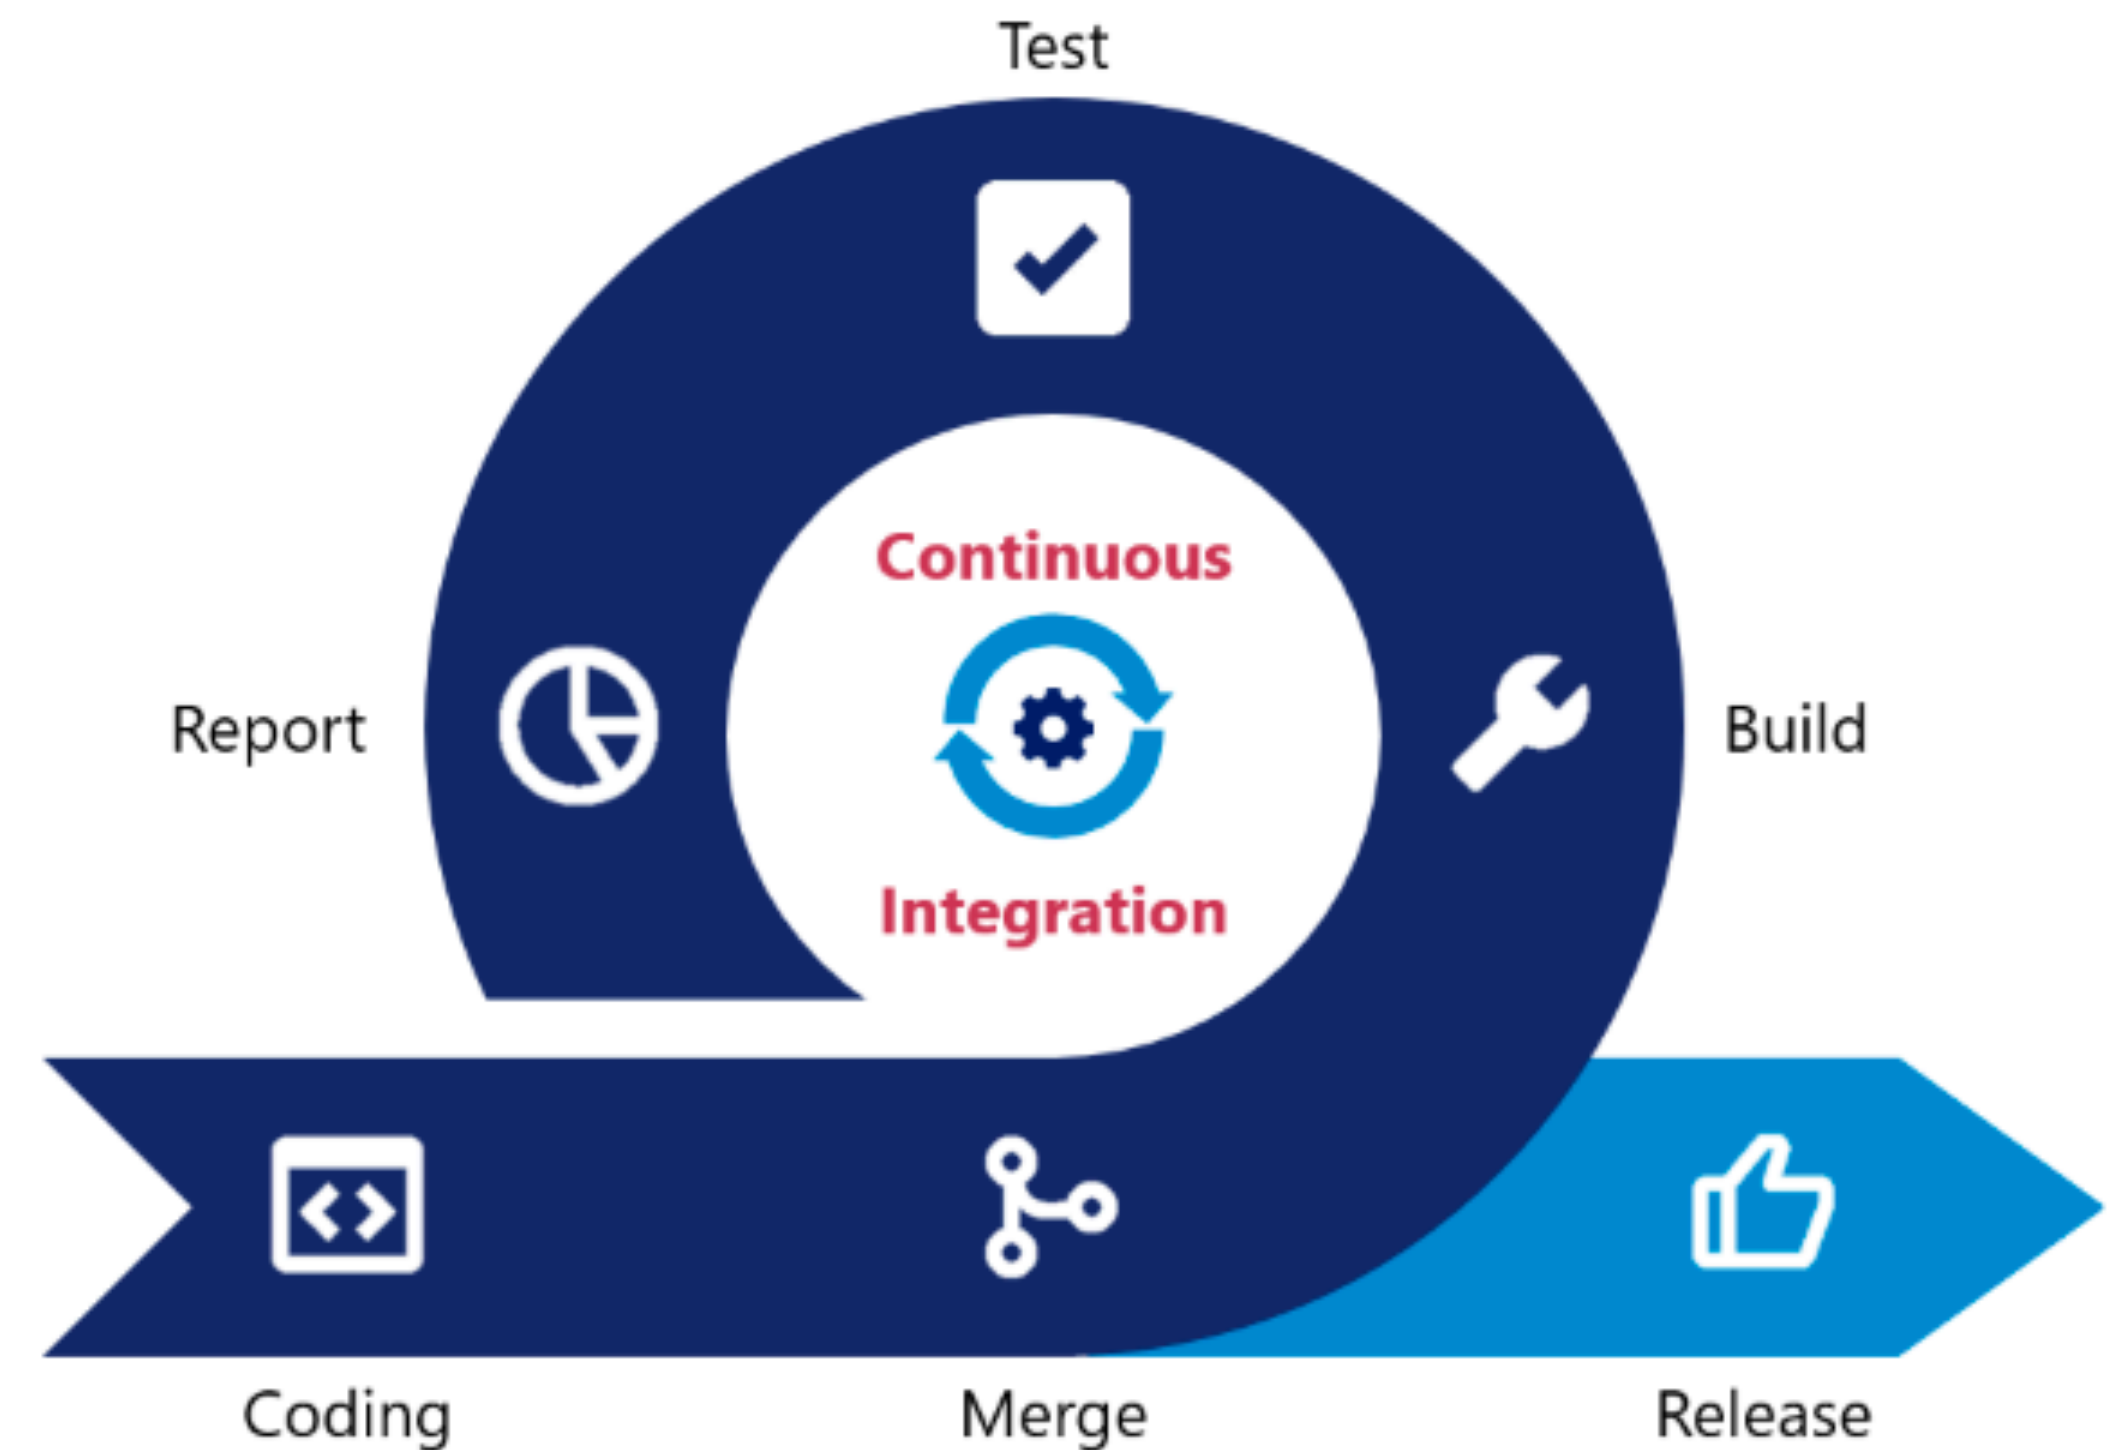 Test
Continuous
Report
Build
Integration
Coding
Merge
Release